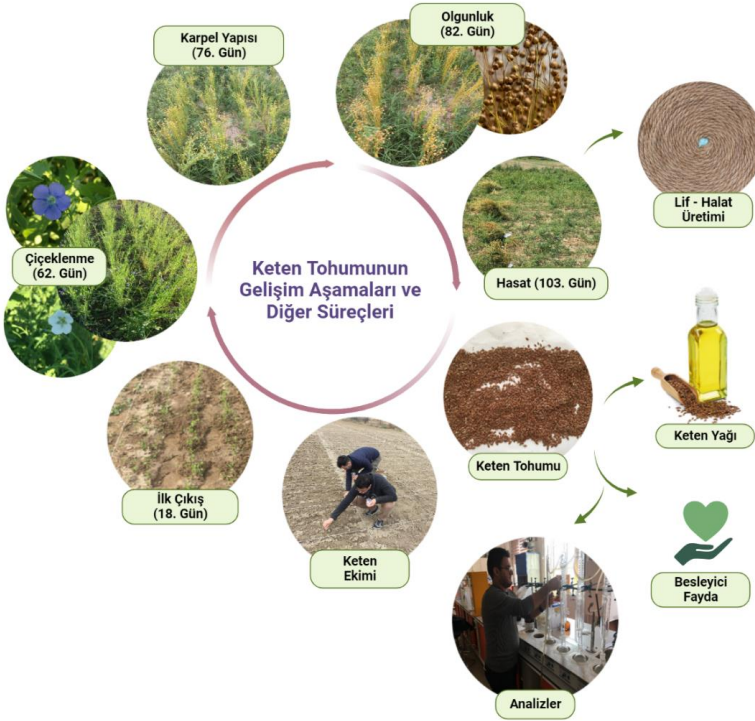 Karpel Yapısı
(76. Gün)
Olgunluk
(82. Gün)
Lif - Halat
Üretimi
Çiçeklenme
(62. Gün)
Hasat (103. Gün)
Keten Tohumunun
Gelişim Aşamaları ve
Diğer Süreçleri
Keten Tohumu
Keten Yağı
İlk Çıkış
(18. Gün)
Keten
Ekimi
Besleyici
Fayda
Analizler